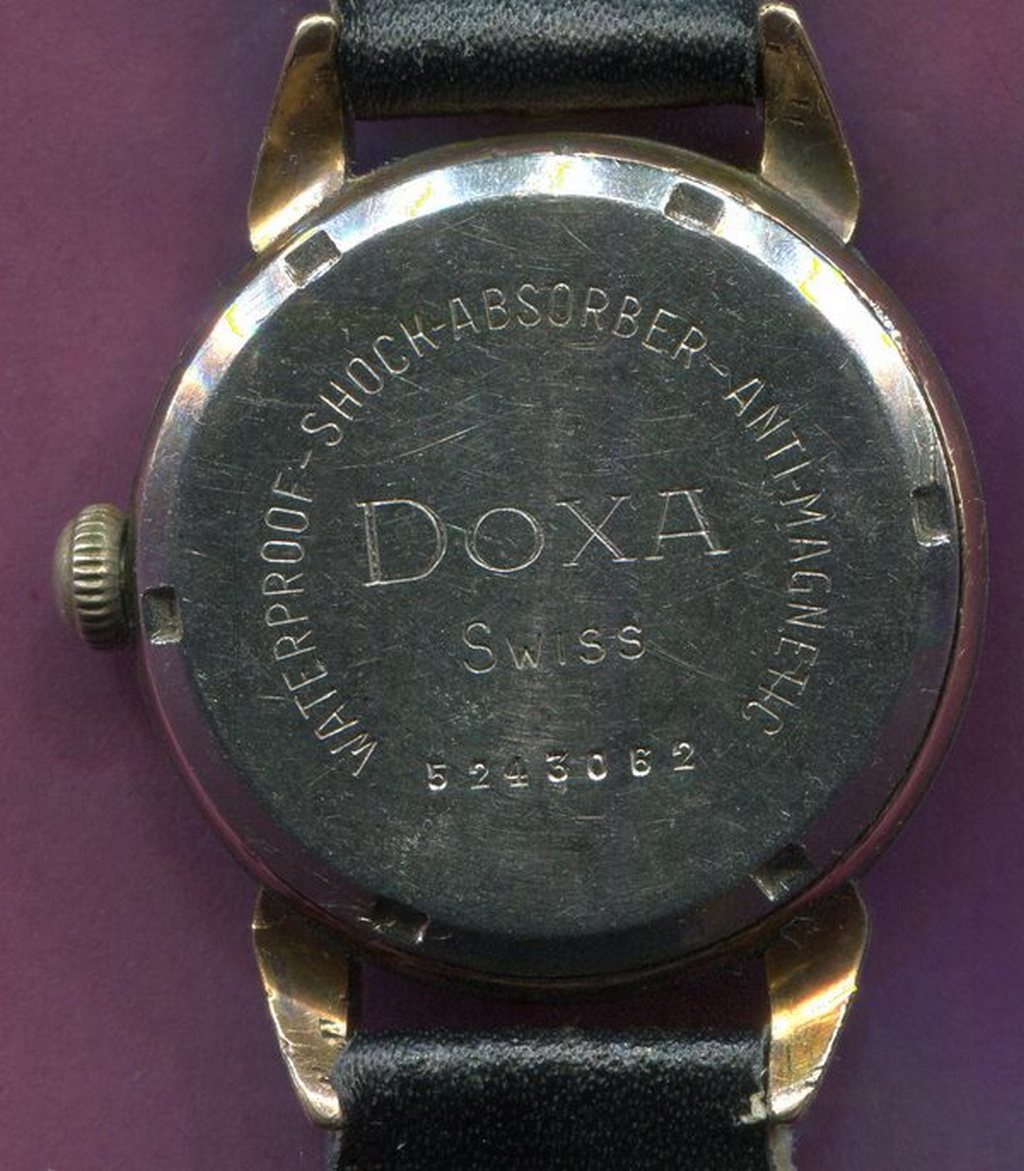 WATERPROOF-SHOCK-ABSORBER-ANTI-MAGNETIC
DOXA
SWISS
5243062